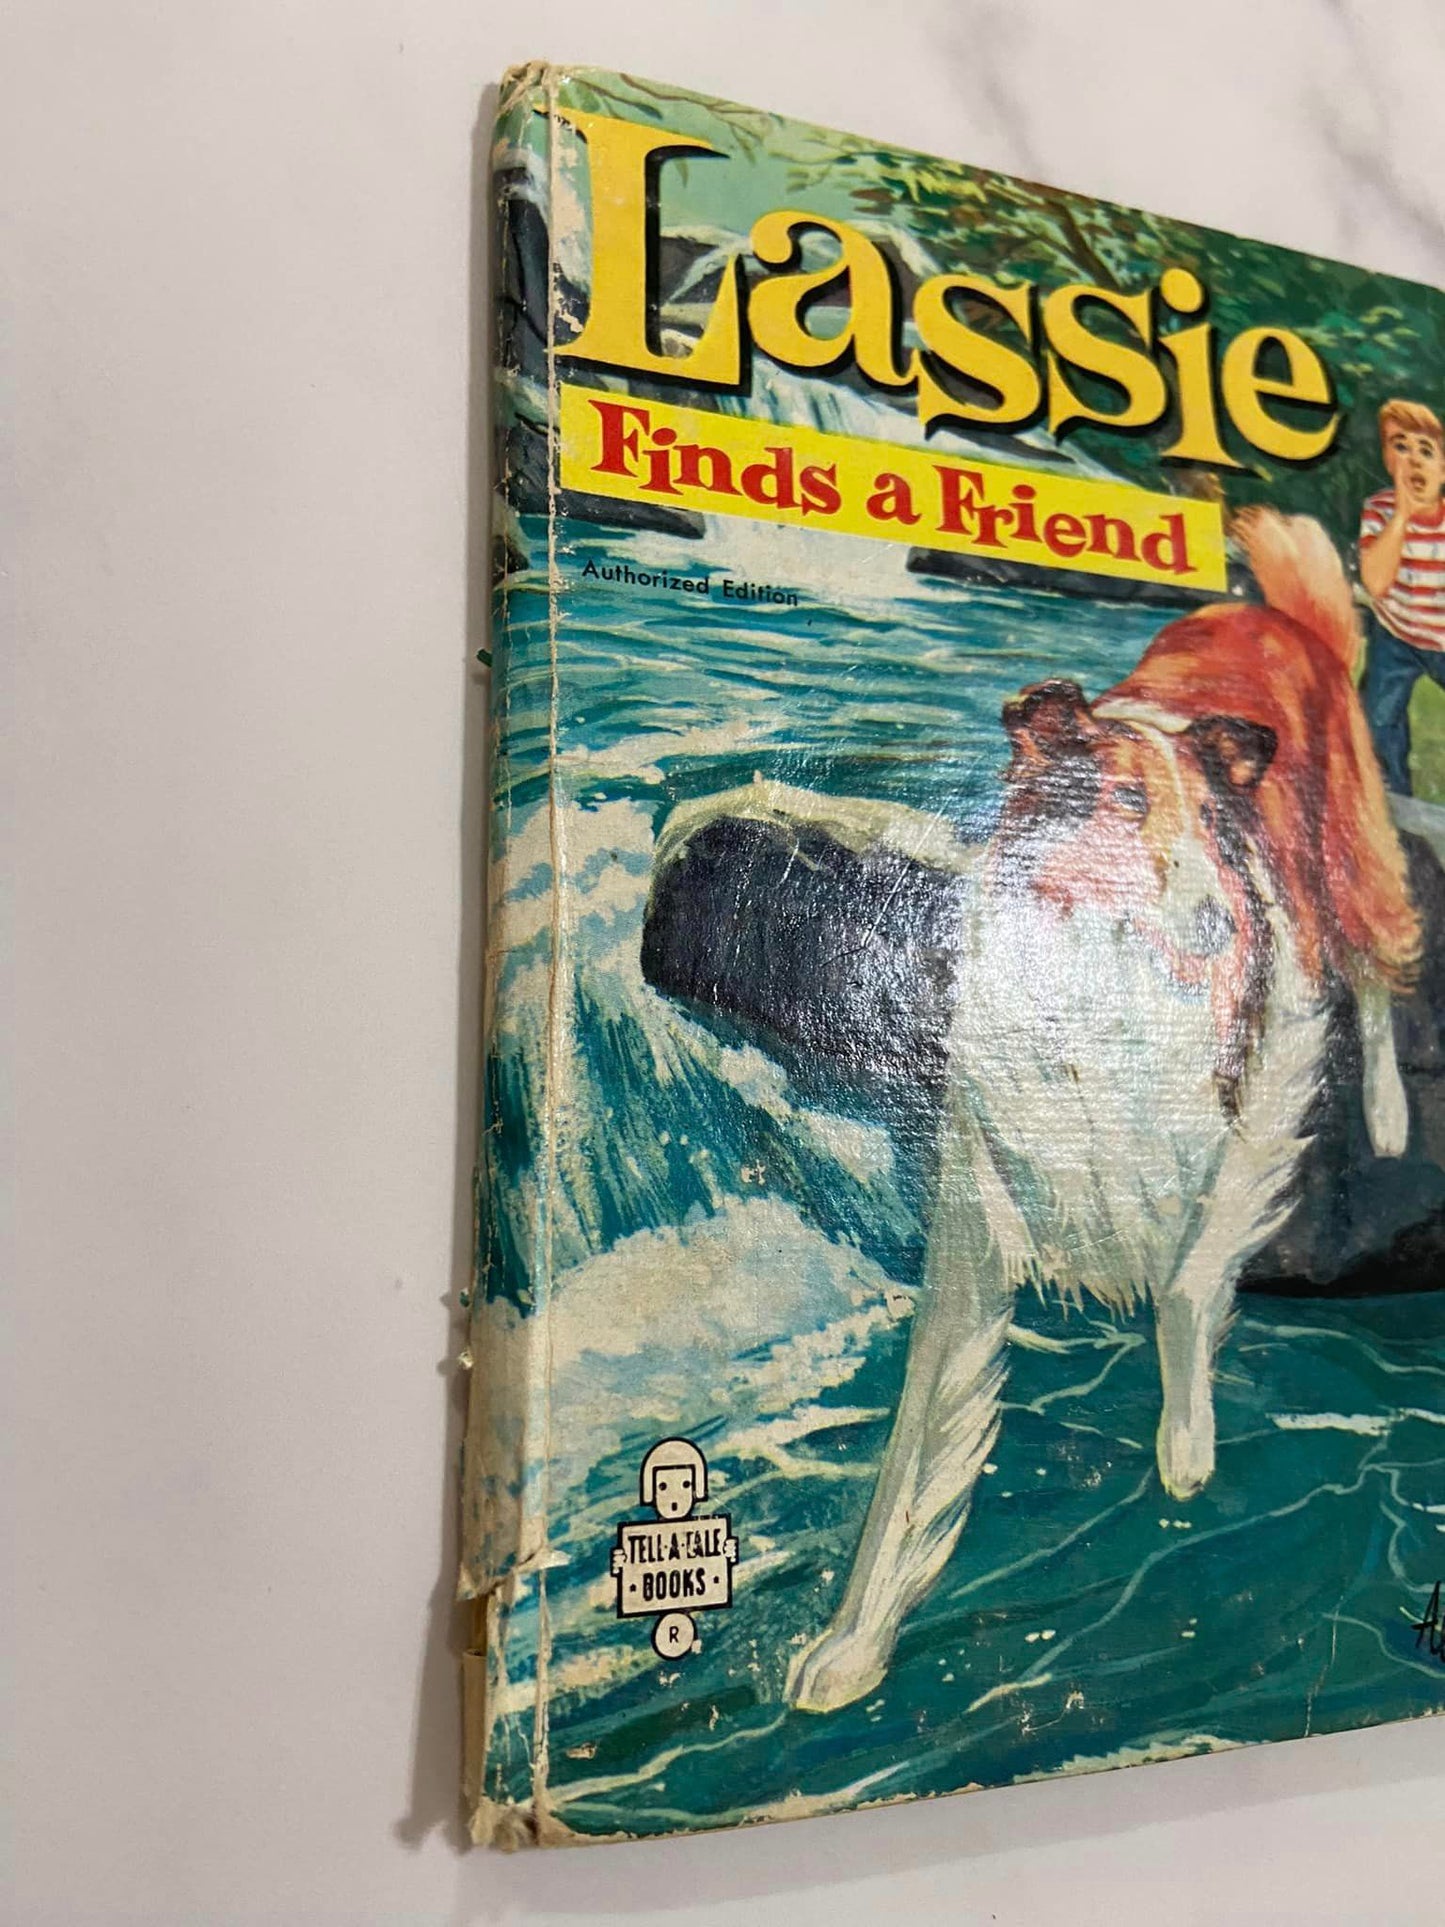 Lassie
Finds a Friend
Authorized Edition
TELL-A-TALE
BOOKS
R